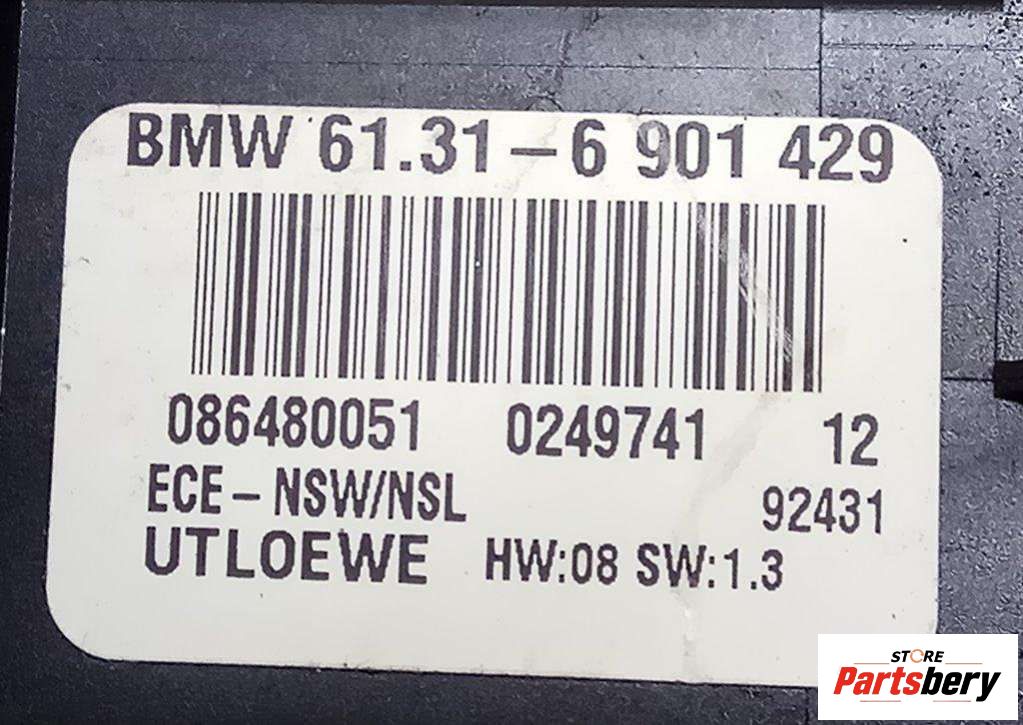 BMW 61.31-6 901 429
086480051 0249741 12
ECE-NSW/NSL 92431
UTLOEWE HW:08 SW:1.3
STORE
Partsbery